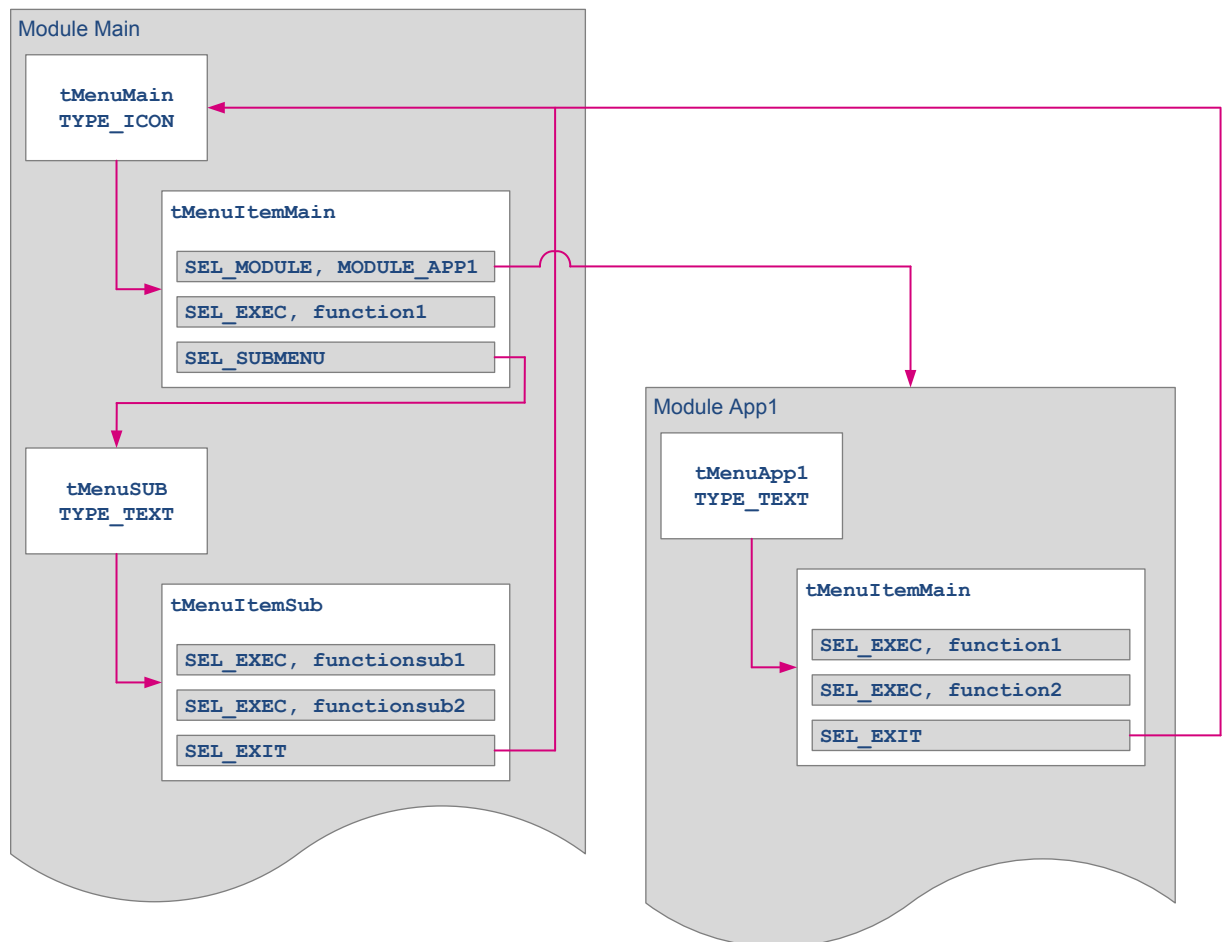 Module Main
tMenuMain
TYPE_ICON
tMenuItemMain
SEL_MODULE, MODULE_APP1
SEL_EXEC, function1
SEL_SUBMENU
tMenuSUB
TYPE_TEXT
tMenuItemSub
SEL_EXEC, functionsub1
SEL_EXEC, functionsub2
SEL_EXIT
Module App1
tMenuApp1
TYPE_TEXT
tMenuItemMain
SEL_EXEC, function1
SEL_EXEC, function2
SEL_EXIT